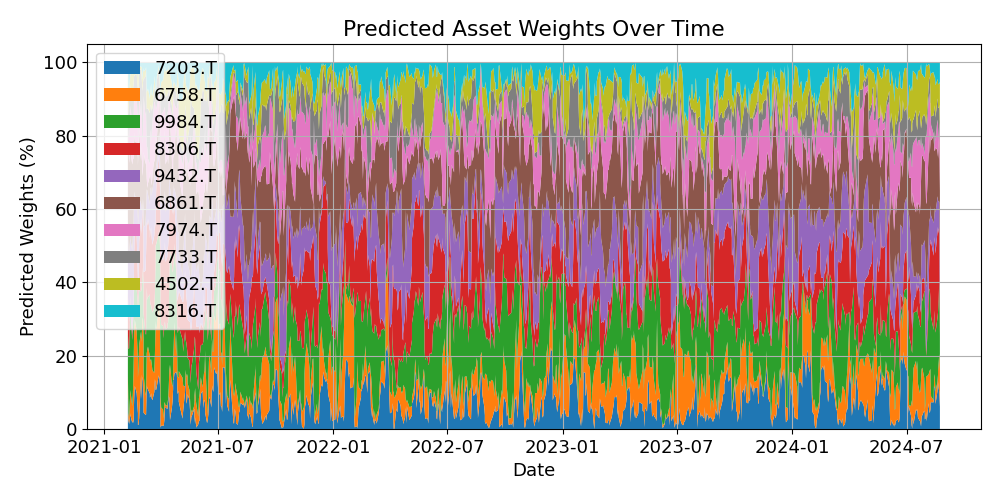 Predicted Asset Weights Over Time
Predicted Weights (%)
100
80
60
40
20
0
7203.T
6758.T
9984.T
8306.T
9432.T
6861.T
7974.T
7733.T
4502.T
8316.T
2021-01 2021-07 2022-01 2022-07 2023-01 2023-07 2024-01 2024-07
Date